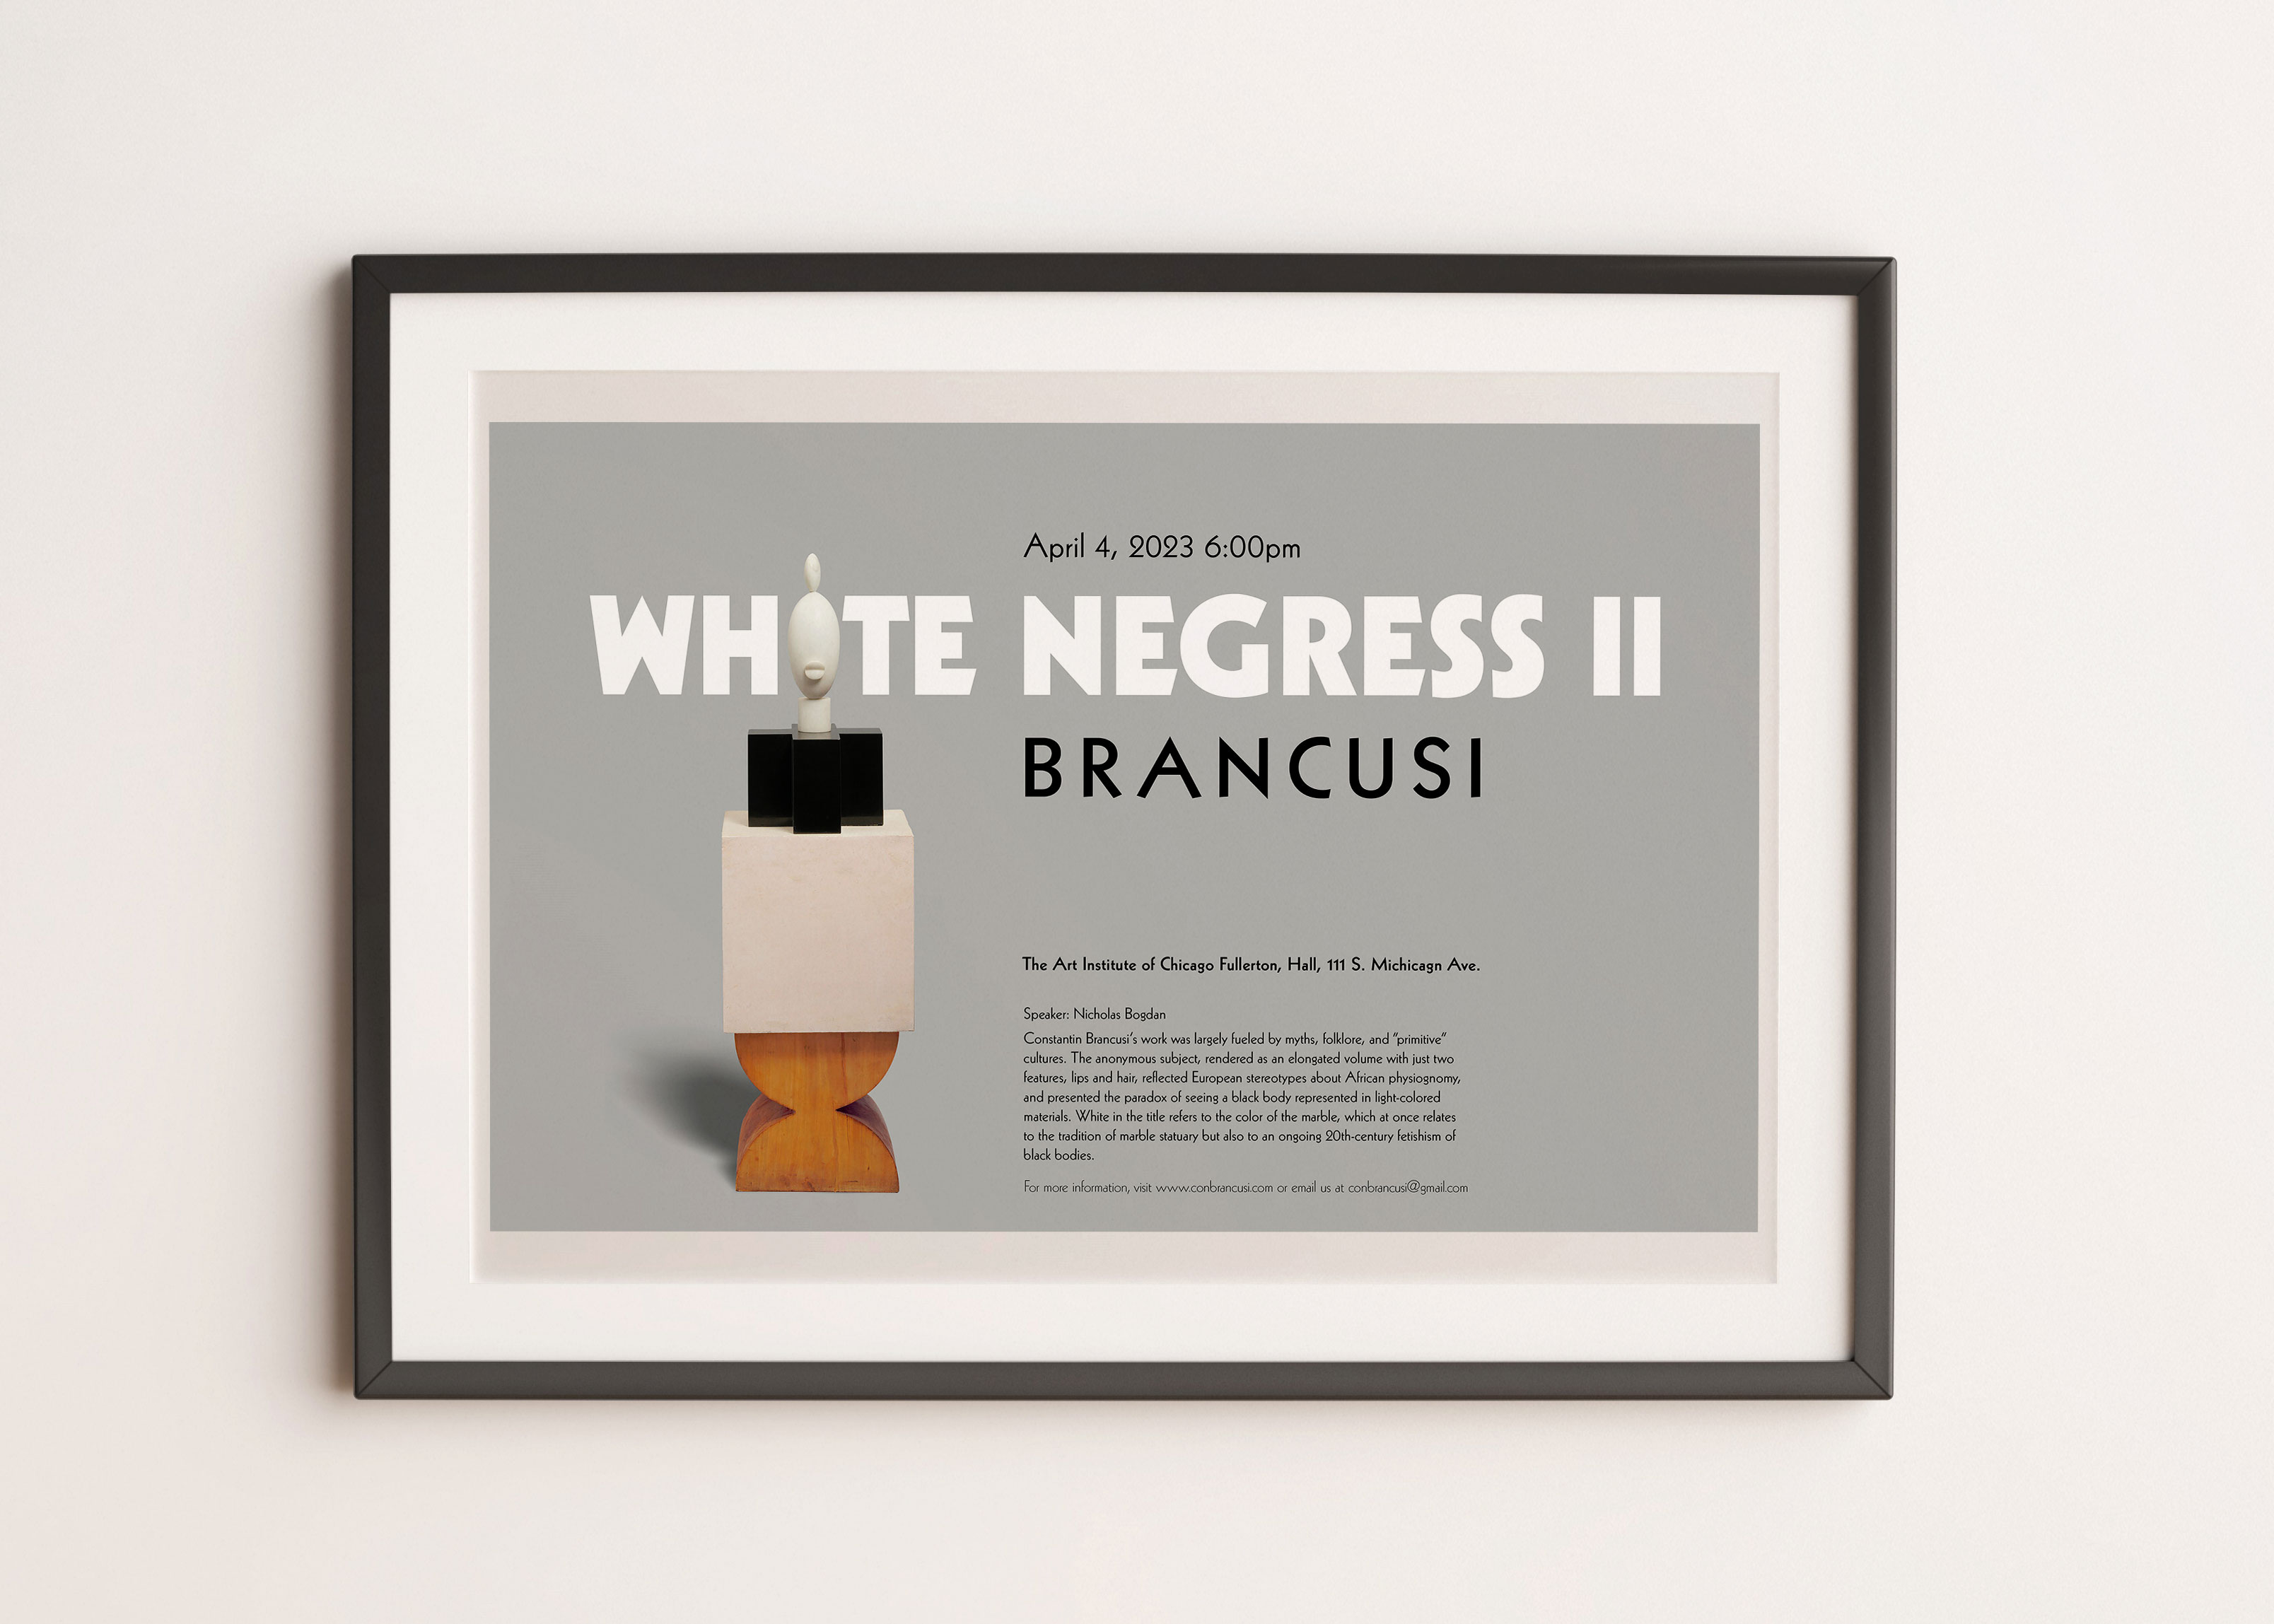 April 4, 2023 6:00pm
WHITE NEGRESS II
BRANCUSI
The Art Institute of Chicago Fullerton, Hall, 111 S. Michicagn Ave.
Speaker: Nicholas Bogdan
Constantin Brancusi's work was largely fueled by myths, folklore, and "primitive"
cultures. The anonymous subject, rendered as an elongated volume with just two
features, lips and hair, reflected European stereotypes about African physiognomy,
and presented the paradox of seeing a black body represented in light-colored
materials. White in the title refers to the color of the marble, which at once relates
to the tradition of marble statuary but also to an ongoing 20th-century fetishism of
black bodies.
For more information, visit www.conbrancusi.com or email us at conbrancusi@gmail.com